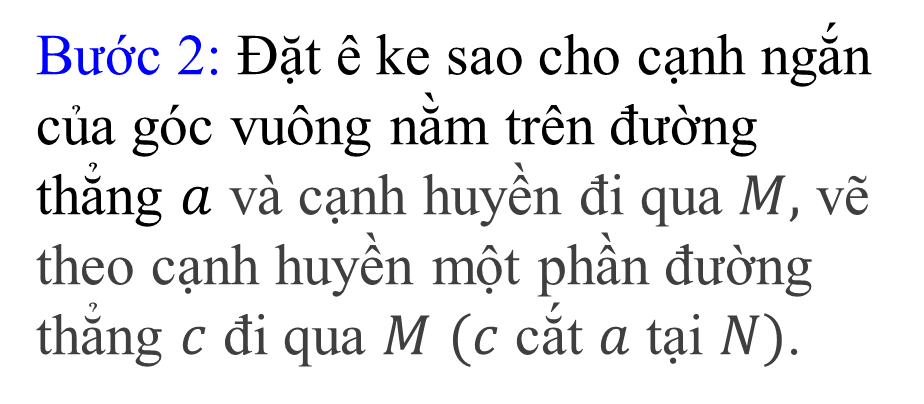 Bước 2: Đặt ê ke sao cho cạnh ngắn
của góc vuông nằm trên đường
thẳng a và cạnh huyền đi qua M, vẽ
theo cạnh huyền một phần đường
thẳng c đi qua M (c cắt a tại N).